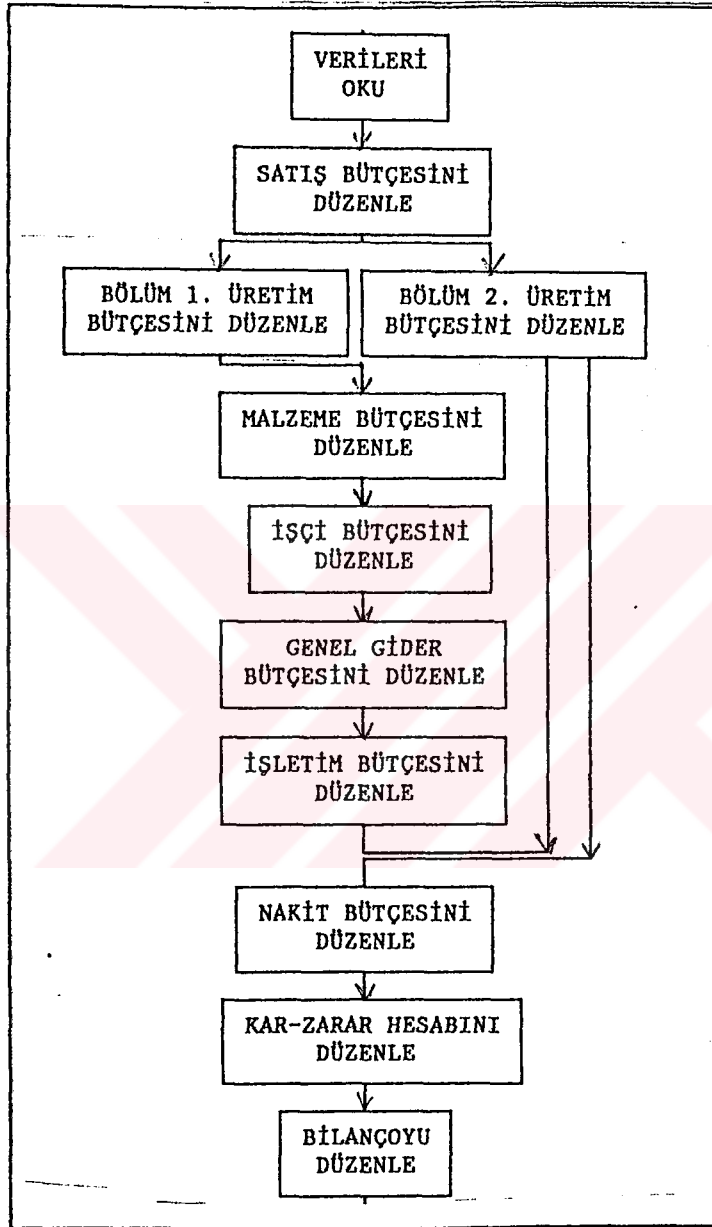 VERİLERİ
OKU
SATIŞ BÜTÇESİNİ
DÜZENLE
BÖLÜM 1. ÜRETİM
BÜTÇESİNİ DÜZENLE
BÖLÜM 2. ÜRETİM
BÜTÇESİNİ DÜZENLE
MALZEME BÜTÇESİNİ
DÜZENLE
İŞÇİ BÜTÇESİNİ
DÜZENLE
GENEL GİDER
BÜTÇESİNİ DÜZENLE
İŞLETİM BÜTÇESİNİ
DÜZENLE
NAKİT BÜTÇESİNİ
DÜZENLE
KAR-ZARAR HESABINI
DÜZENLE
BİLANÇOYU
DÜZENLE